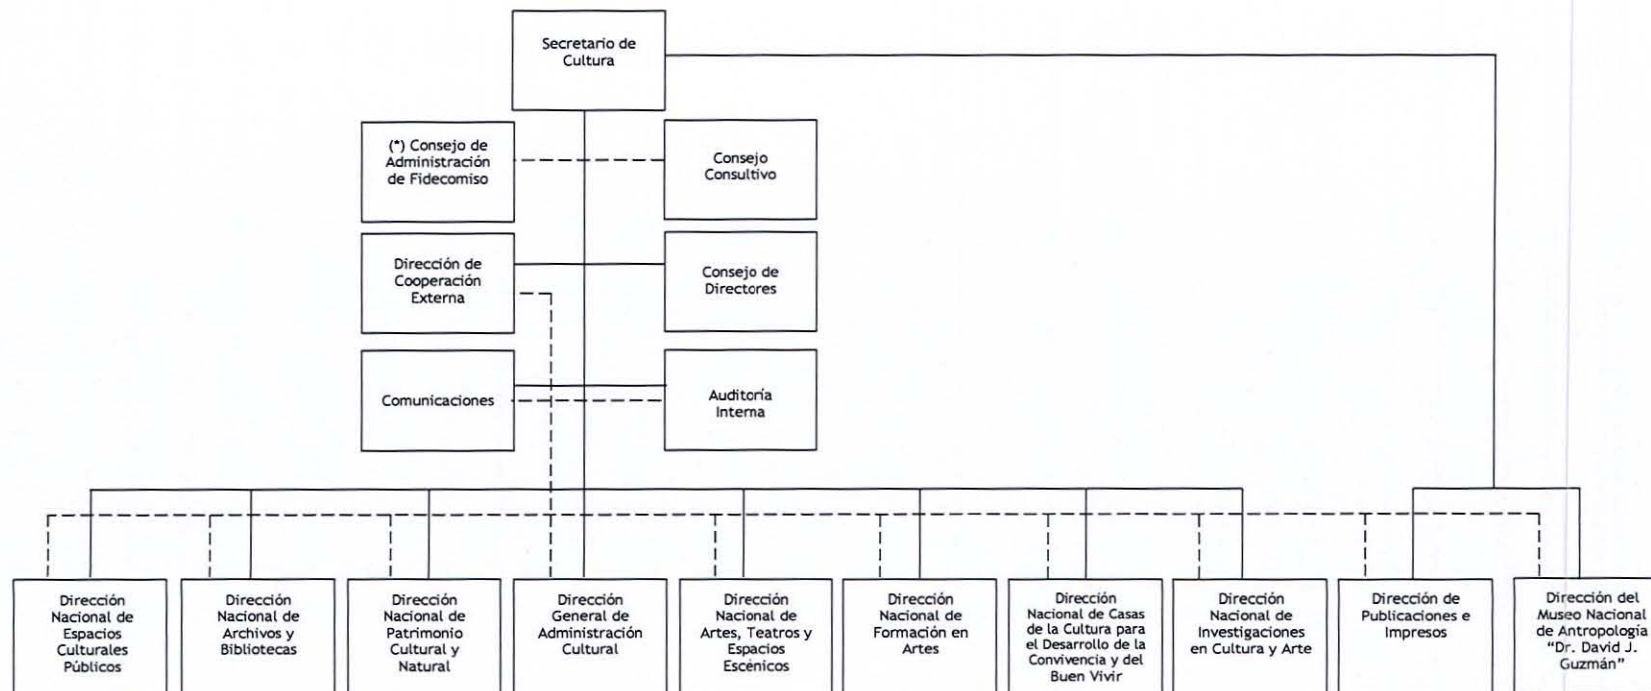 Secretario de
Cultura
(*) Consejo de
Administración
de Fidecomiso
Consejo
Consultivo
Dirección de
Cooperación
Externa
Consejo de
Directores
Comunicaciones
Auditoría
Interna
Dirección
Nacional de
Espacios
Culturales
Públicos
Dirección
Nacional de
Archivos y
Bibliotecas
Dirección
Nacional de
Patrimonio
Cultural y
Natural
Dirección
General de
Administración
Cultural
Dirección
Nacional de
Artes, Teatros y
Espacios
Escénicos
Dirección
Nacional de
Formación en
Artes
Dirección
Nacional de Casas
de la Cultura para
el Desarrollo de la
Convivencia y del
Buen Vivir
Dirección
Nacional de
Investigaciones
en Cultura y Arte
Dirección de
Publicaciones e
Impresos
Dirección del
Museo Nacional
de Antropología
“Dr. David J.
Guzmán”